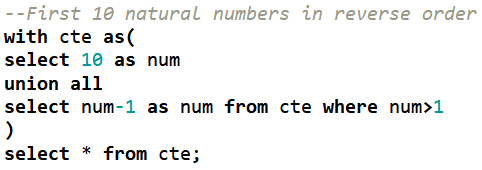 --First 10 natural numbers in reverse order
with cte as(
select 10 as num
union all
select num-1 as num from cte where num>1
)
select * from cte;